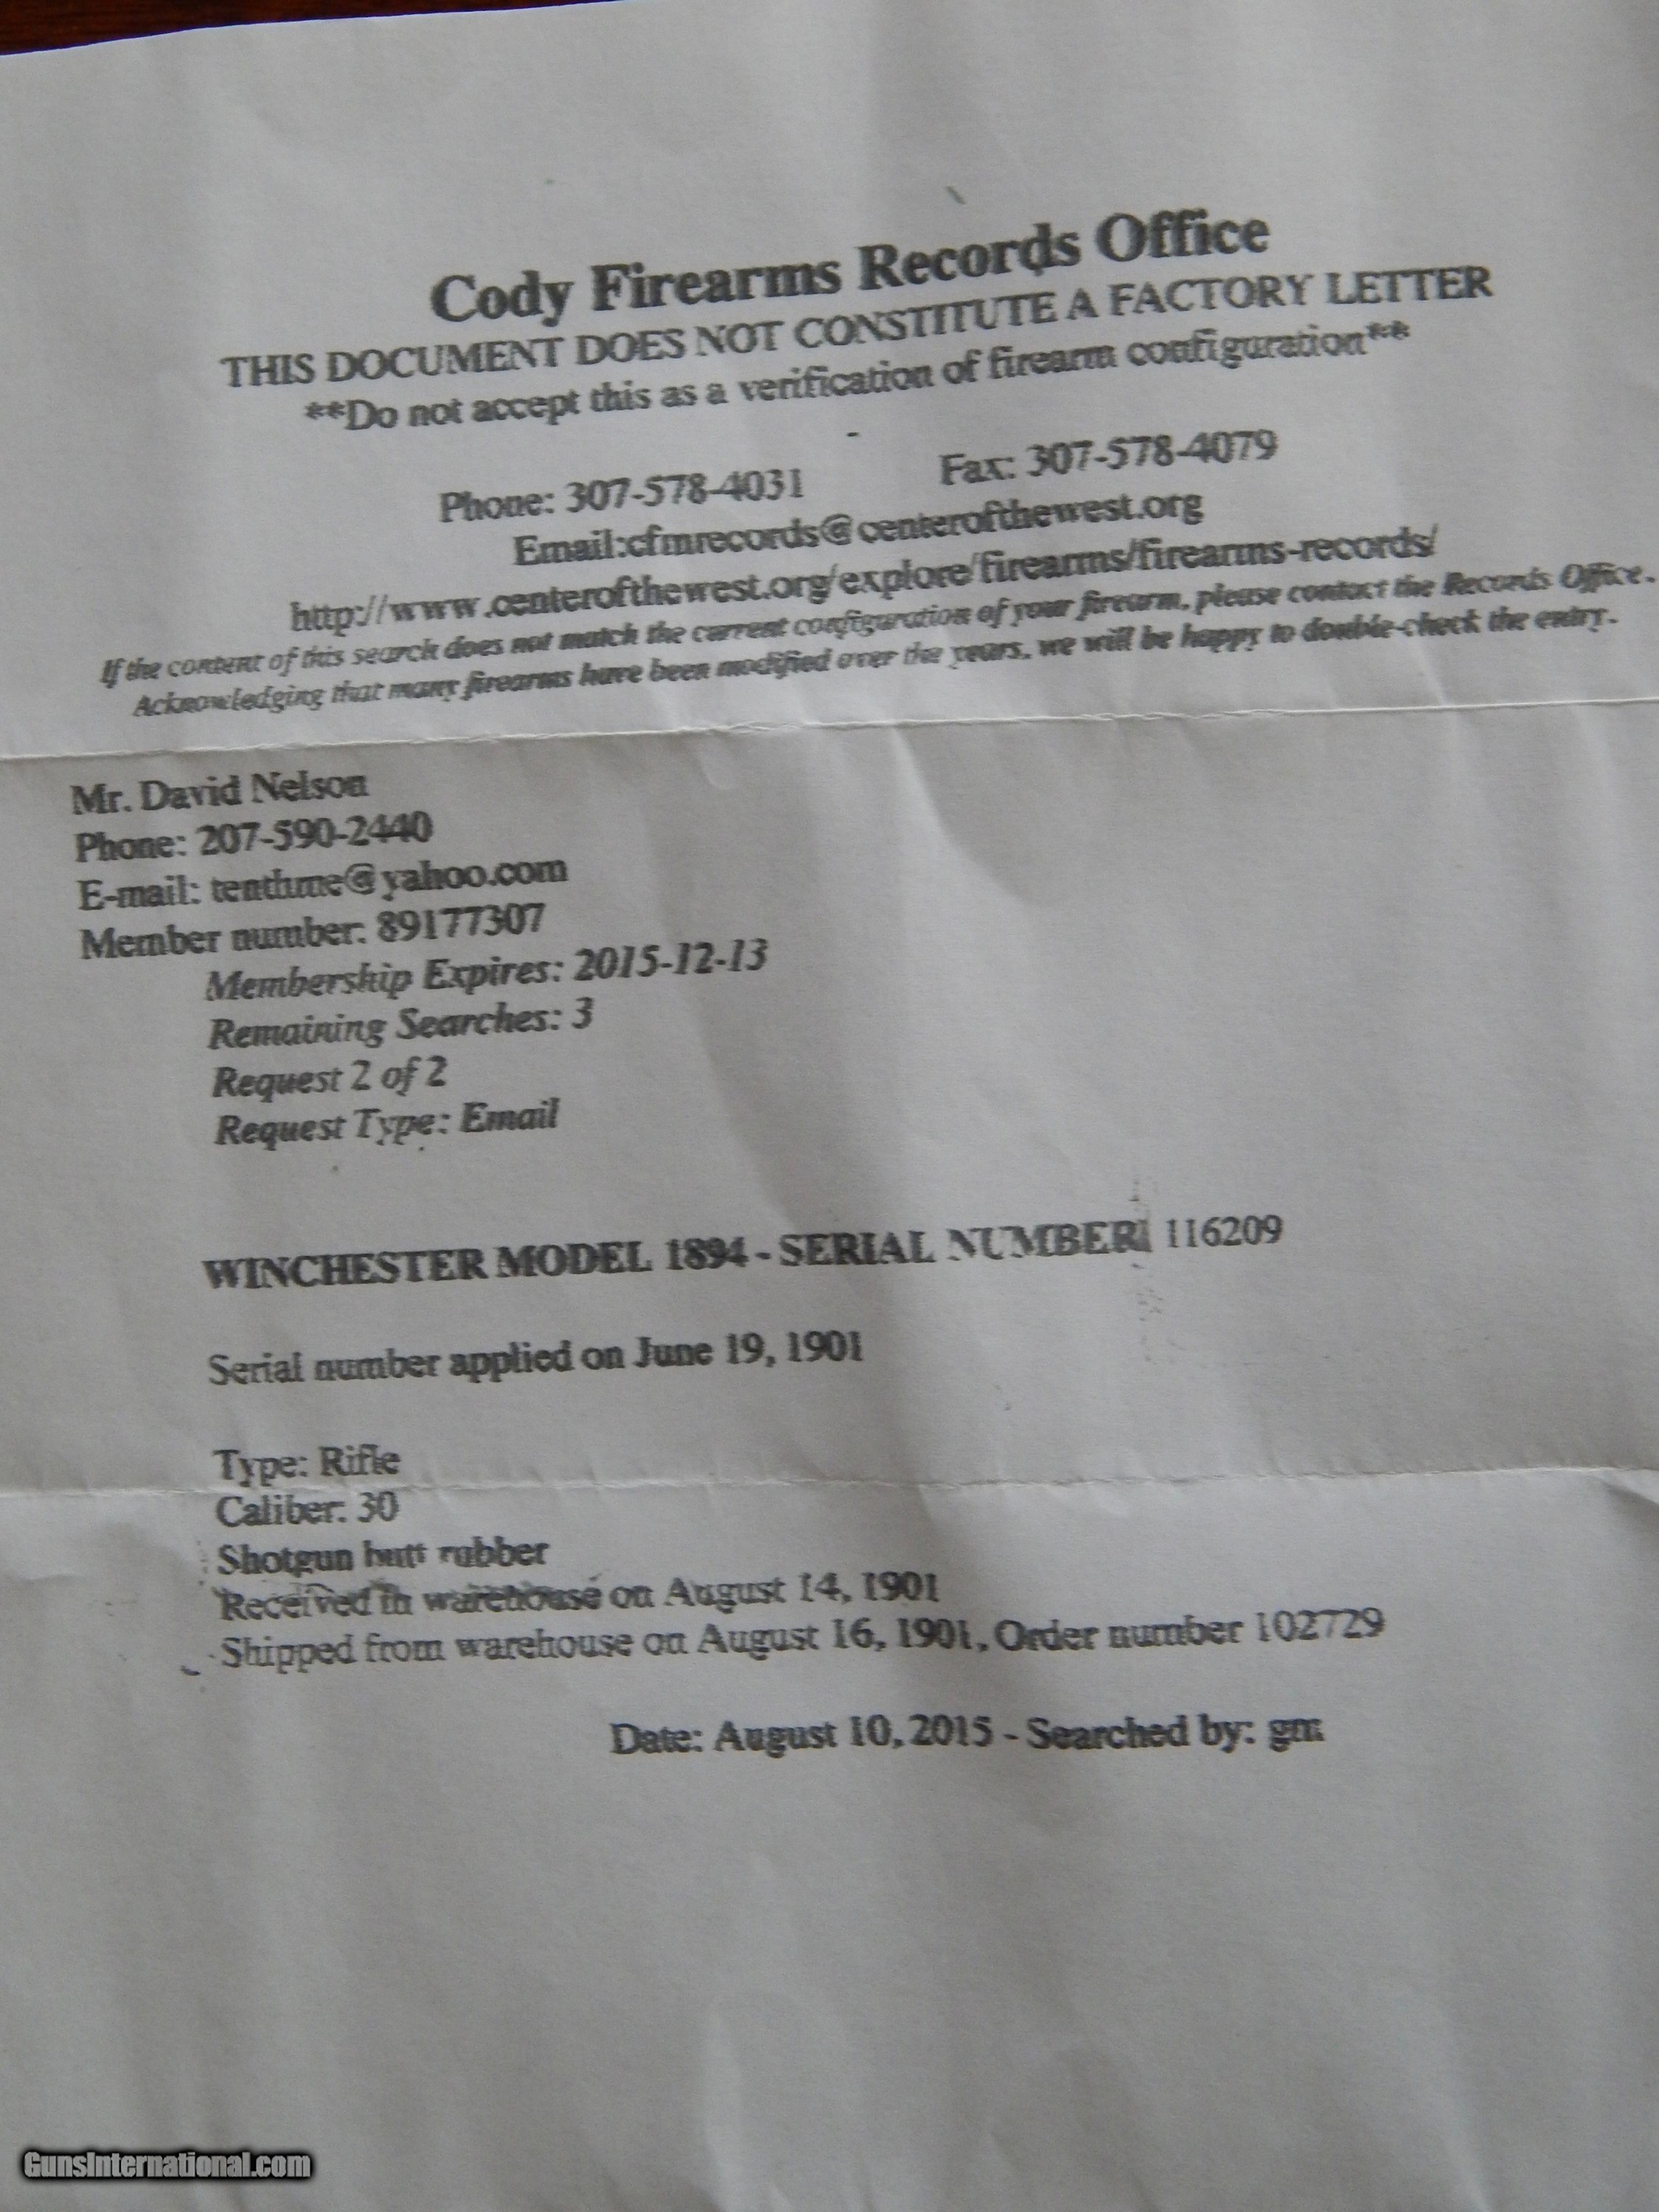 Cody Firearms Records Office
THIS DOCUMENT DOES NOT CONSTITUTE A FACTORY LETTER
**Do not accept this as a verification of firearm configuration**
Phone: 307-578-4031 Fax: 307-578-4079
Email:cfmrecords@centerofthewest.org
http://www.centerofthewest.org/explore/firearms/firearms-records/
If the content of this search does not match the current configuration of your firearm, please contact the Records Office.
Acknowledging that many firearms have been modified over the years, we will be happy to double-check the entry.
Mr. David Nelson
Phone: 207-590-2440
E-mail: @yahoo.com
Member number: 89177307
Membership Expires: 2015-12-13
Remaining Searches: 3
Request 2 of 2
Request Type: Email
WINCHESTER MODEL 1894 - SERIAL NUMBER 116209
Serial number applied on June 19, 1901
Type: Rifle
Caliber: 30
Shotgun butt rubber
Received in warehouse on August 14, 1901
Shipped from warehouse on August 16, 1901, Order number 102729
Date: August 10, 2015 - Searched by: gm
GunsInternational.com